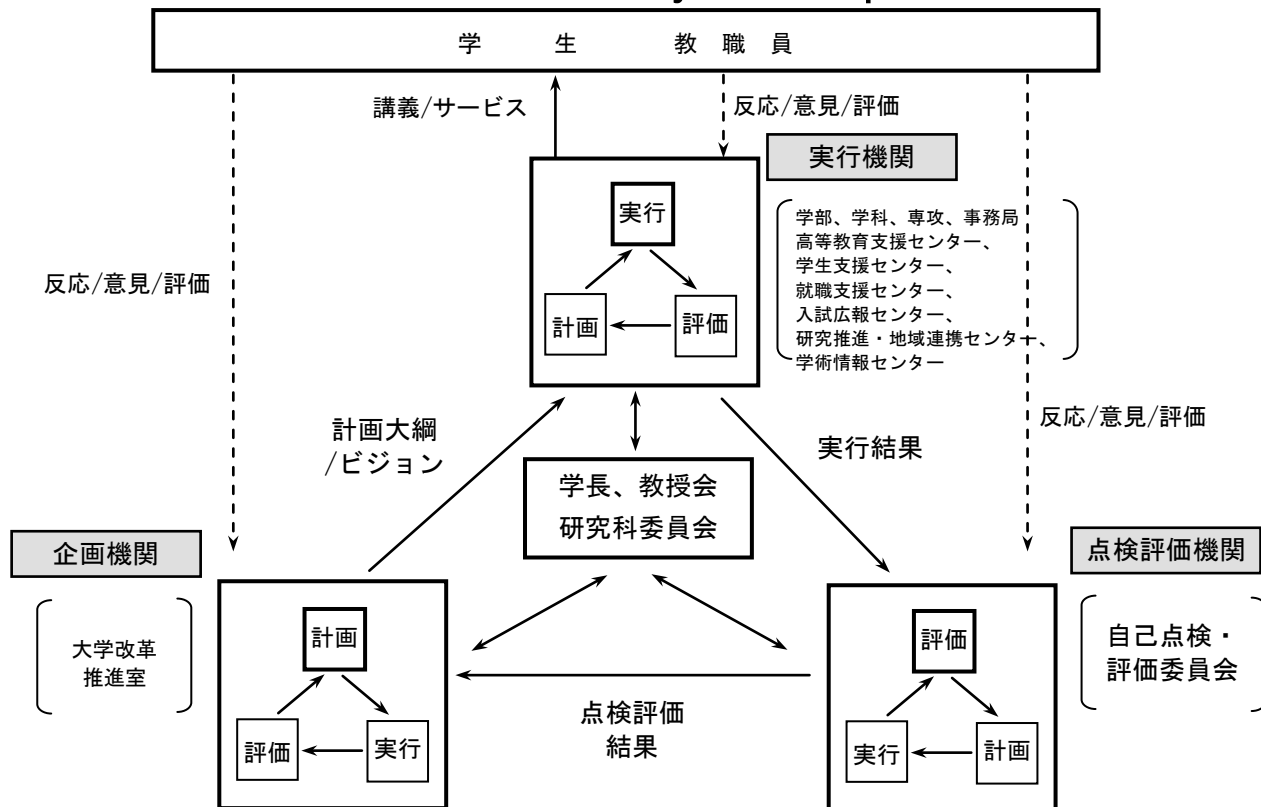 学 生 教 職 員
講義/サービス
反応/意見/評価
実行機関
実行
計画
評価
学部、学科、専攻、事務局
高等教育支援センター、
学生支援センター、
就職支援センター、
入試広報センター、
研究推進・地域連携センター、
学術情報センター
反応/意見/評価
反応/意見/評価
計画大綱
/ビジョン
実行結果
学長、教授会
研究科委員会
企画機関
点検評価機関
大学改革
推進室
計画
評価
実行
点検評価
結果
評価
実行
計画
自己点検・
評価委員会